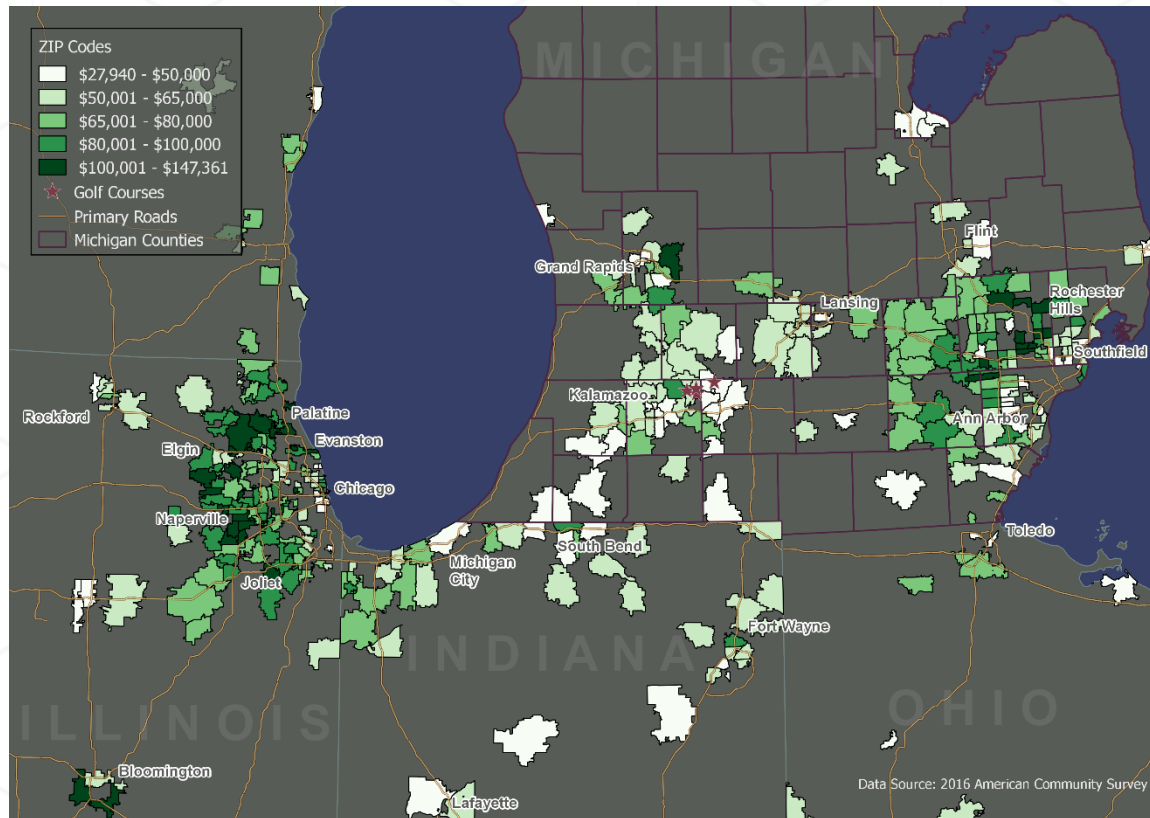 MICHIGAN
ZIP Codes
$27,940 - $50,000
$50,001 - $65,000
$65,001 - $80,000
$80,001 - $100,000
$100,001 - $147,361
Golf Courses
Primary Roads
Michigan Counties
Flint
Grand Rapids
Lansing
Rochester
Hills
Southfield
Kalamazoo
Rockford
Palatine
Evanston
Ann Arbor
Elgin
Chicago
Naperville
Toledo
South Bend
Michigan
City
Joliet
Fort Wayne
INDIANA
ILLINOIS
OHIO
Bloomington
Lafayette
Data Source: 2016 American Community Survey